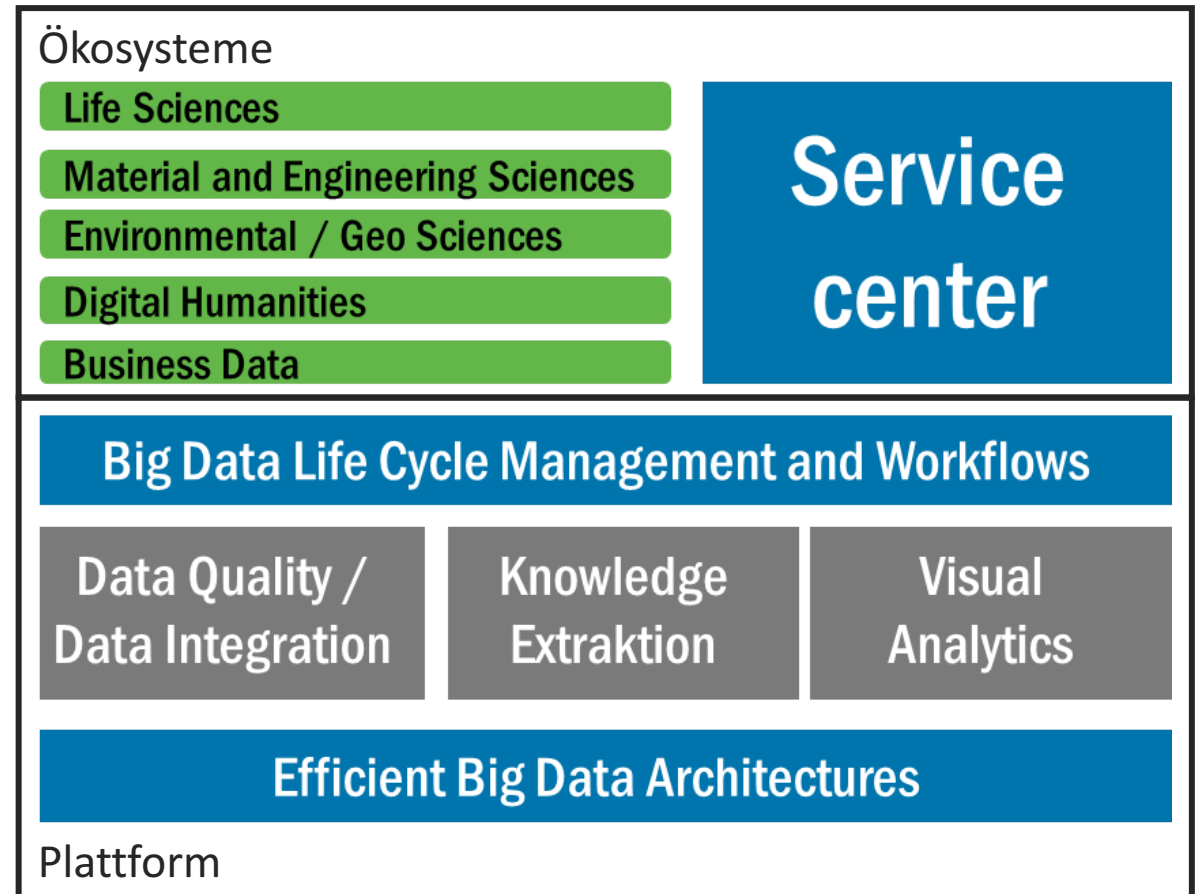 Ökosysteme
Life Sciences
Material and Engineering Sciences
Environmental / Geo Sciences
Digital Humanities
Business Data
Service
center
Big Data Life Cycle Management and Workflows
Data Quality /
Data Integration
Knowledge
Extraktion
Visual
Analytics
Efficient Big Data Architectures
Plattform